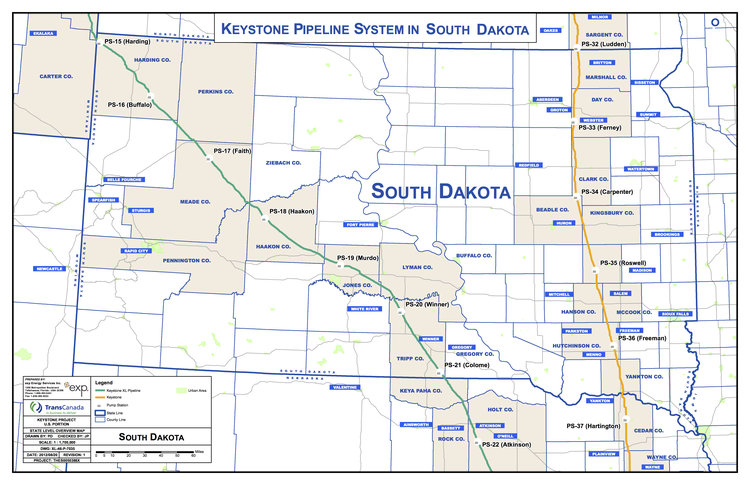 KEYSTONE PIPELINE SYSTEM IN SOUTH DAKOTA
MILNOR
EKALAKA
OAKES
SARGENT CO.
NORTH DAKOTA
SOUTH DAKOTA
PS-15 (Harding)
PS-32 (Ludden)
HARDING CO.
BRITTON
CARTER CO.
MARSHALL CO.
SISSETON
PERKINS CO.
PS-16 (Buffalo)
ABERDEEN
DAY CO.
GROTON
WEBSTER
SUMMIT
PS-33 (Ferney)
PS-17 (Faith)
ZIEBACH CO.
REDFIELD
WATERTOWN
BELLE FOURCHE
CLARK CO.
SOUTH DAKOTA
PS-34 (Carpenter)
SPEARFISH
MEADE CO.
STURGIS
PS-18 (Haakon)
BEADLE CO.
KINGSBURY CO.
FORT PIERRE
HURON
BROOKINGS
RAPID CITY
HAAKON CO.
PENNINGTON CO.
PS-19 (Murdo)
BUFFALO CO.
PS-35 (Roswell)
NEWCASTLE
LYMAN CO.
MADISON
JONES CO.
MITCHELL
SALEM
PS-20 (Winner)
WHITE RIVER
HANSON CO.
MCCOOK CO.
SIOUX FALLS
PARKSTON
FREEMAN
WINNER
PS-36 (Freeman)
GREGORY
HUTCHINSON CO.
GREGORY CO.
MENNO
TRIPP CO.
PS-21 (Colome)
SOUTH DAKOTA
NEBRASKA
YANKTON CO.
VALENTINE
KEYA PAHA CO.
YANKTON
HOLT CO.
PS-37 (Hartington)
AINSWORTH
BASSETT
ATKINSON
CEDAR CO.
ROCK CO.
O'NEILL
PS-22 (Atkinson)
PLAINVIEW
WAYNE CO.
WAYNE
PREPARED BY:
exp Energy Services Inc.
exp
TransCanada
KEYSTONE PROJECT
U.S. PORTION
STATE LEVEL OVERVIEW MAP
DRAWN BY: PD CHECKED BY: JP
SCALE: 1 : 1,700,000
DATE: 2012/08/20 REVISION: 1
Legend
Keystone XL Pipeline
Keystone
Pump Station
State Line
County Line
Urban Area
SOUTH DAKOTA
0 5 10 20 30 40 50 60
Miles